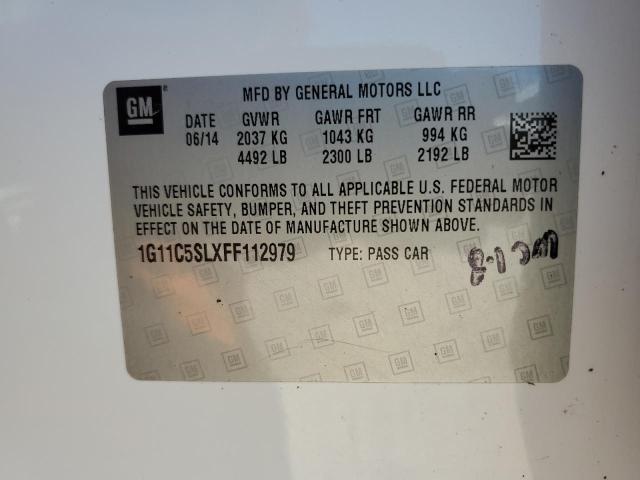 GM
MFD BY GENERAL MOTORS LLC
DATE GVWR GAWR FRT GAWR RR
06/14 2037 KG 1043 KG 994 KG
4492 LB 2300 LB 2192 LB
THIS VEHICLE CONFORMS TO ALL APPLICABLE U.S. FEDERAL MOTOR
VEHICLE SAFETY, BUMPER, AND THEFT PREVENTION STANDARDS IN
EFFECT ON THE DATE OF MANUFACTURE SHOWN ABOVE.
1G11C5SLXFF112979 TYPE: PASS CAR